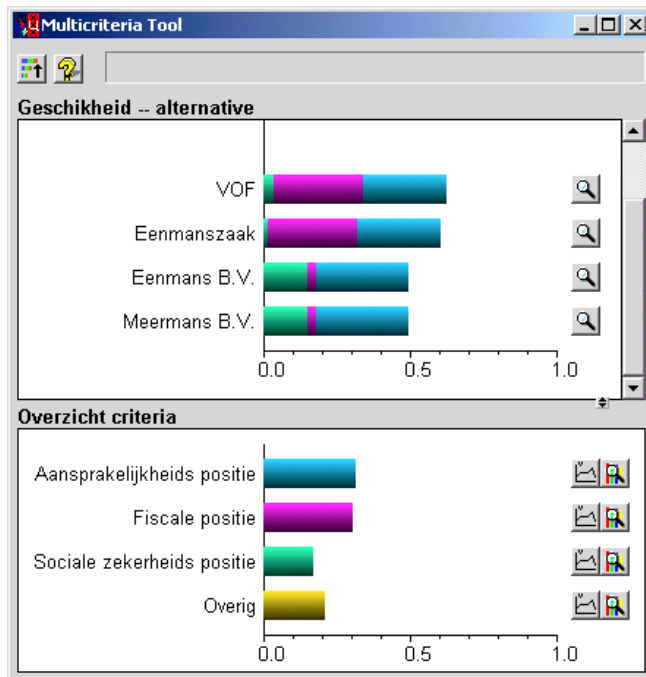 Multicriteria Tool
Geschikheid -- alternative
VOF
Eenmanszaak
Eenmans B.V.
Meermans B.V.
0.0 0.5 1.0
Overzicht criteria
Aansprakelijkheids positie
Fiscale positie
Sociale zekerheids positie
Overig
0.0 0.5 1.0